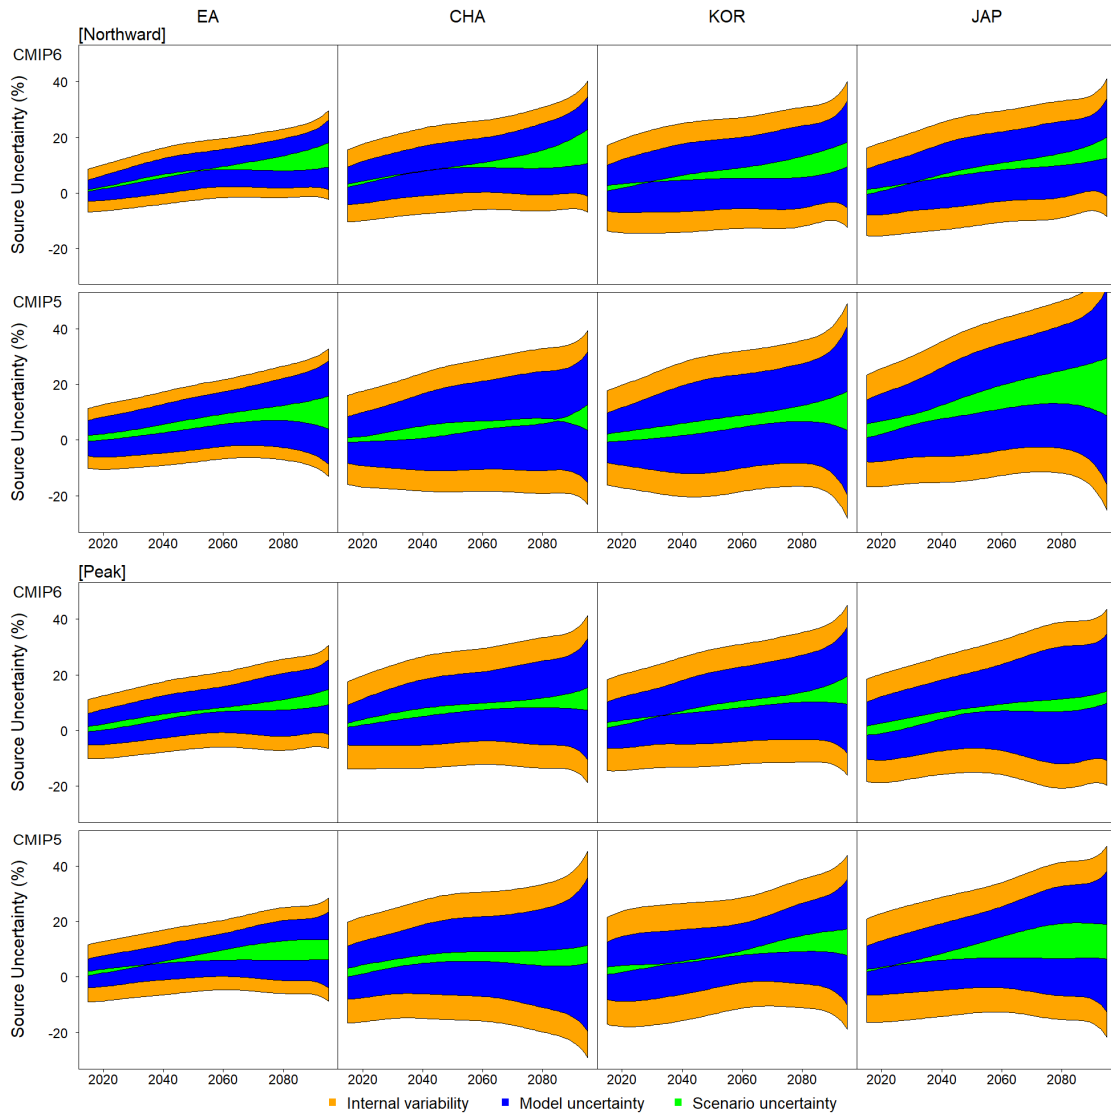 EA CHA KOR JAP
[Northward]
CMIP6
Source Uncertainty (%)
40
20
0
-20
CMIP5
Source Uncertainty (%)
40
20
0
-20
2020 2040 2060 2080 2020 2040 2060 2080 2020 2040 2060 2080 2020 2040 2060 2080
[Peak]
CMIP6
Source Uncertainty (%)
40
20
0
-20
CMIP5
Source Uncertainty (%)
40
20
0
-20
2020 2040 2060 2080 2020 2040 2060 2080 2020 2040 2060 2080 2020 2040 2060 2080
Internal variability Model uncertainty Scenario uncertainty